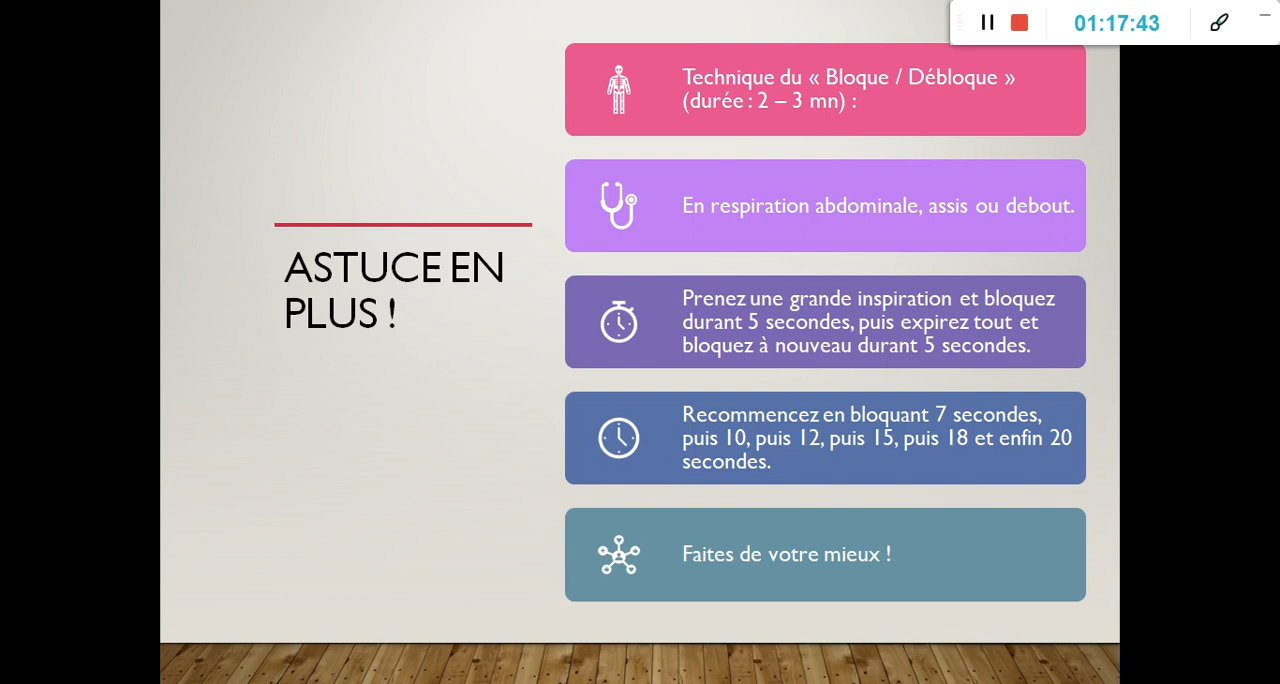 01:17:43
ASTUCE EN
PLUS !
Technique du « Bloque / Débloque »
(durée : 2 – 3 mn) :
En respiration abdominale, assis ou debout.
Prenez une grande inspiration et bloquez
durant 5 secondes, puis expirez tout et
bloquez à nouveau durant 5 secondes.
Recommencez en bloquant 7 secondes,
puis 10, puis 12, puis 15, puis 18 et enfin 20
secondes.
Faites de votre mieux !